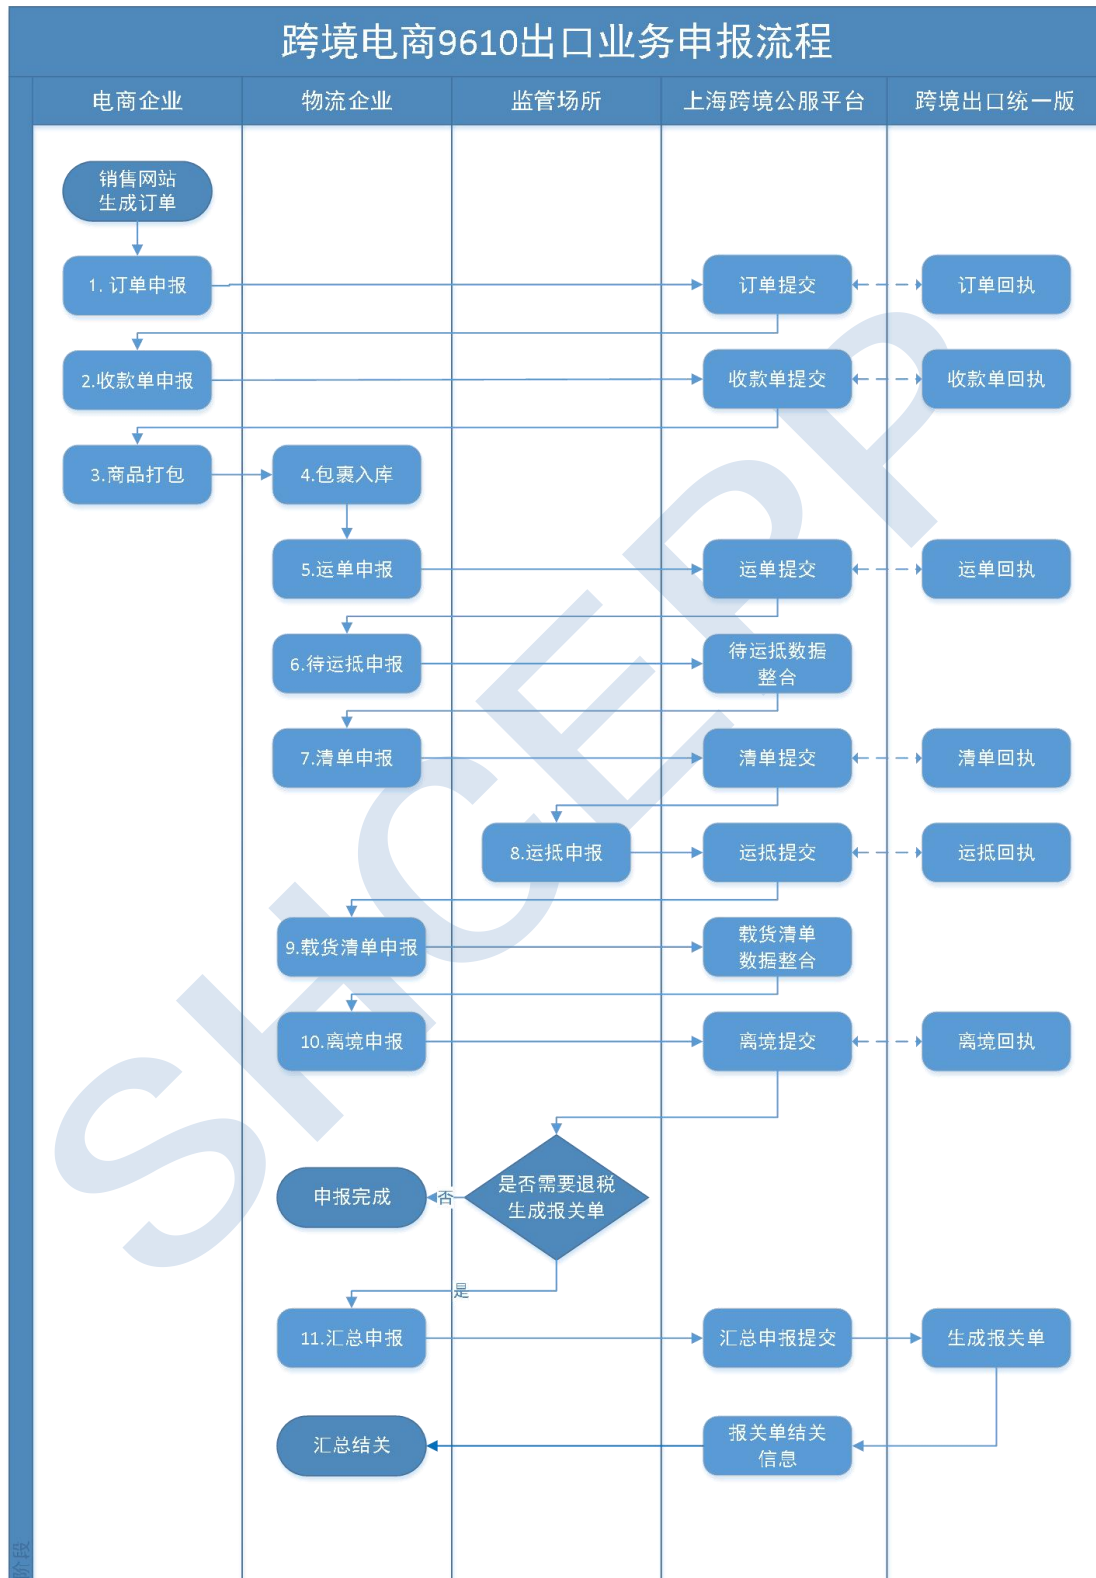 跨境电商9610出口业务申报流程
电商企业
物流企业
监管场所
上海跨境公服平台
跨境出口统一版
销售网站
生成订单
1. 订单申报
订单提交
订单回执
2.收款单申报
收款单提交
收款单回执
3.商品打包
4.包裹入库
5.运单申报
运单提交
运单回执
6.待运抵申报
待运抵数据
整合
7.清单申报
清单提交
清单回执
8.运抵申报
运抵提交
运抵回执
9.载货清单申报
载货清单
数据整合
10.离境申报
离境提交
离境回执
是否需要退税
生成报关单
否
申报完成
是
11.汇总申报
汇总申报提交
生成报关单
报关单结关
信息
汇总结关
阶段
SHCEPP